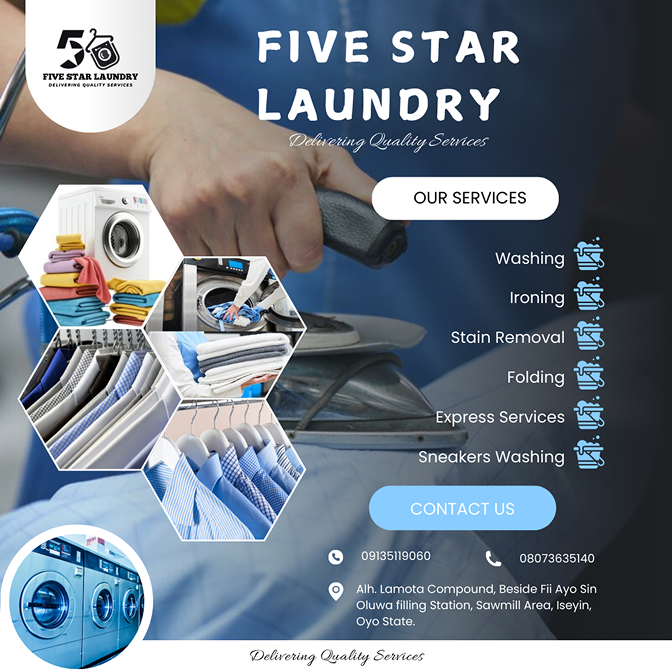 5
FIVE STAR LAUNDRY
DELIVERING QUALITY SERVICES
FIVE STAR
LAUNDRY
Delivering Quality Services
OUR SERVICES
Washing
Ironing
Stain Removal
Folding
Express Services
Sneakers Washing
CONTACT US
09135119060
08073635140
Alh. Lamota Compound, Beside Fii Ayo Sin
Oluwa filling Station, Sawmill Area, Iseyin,
Oyo State.
Delivering Quality Services